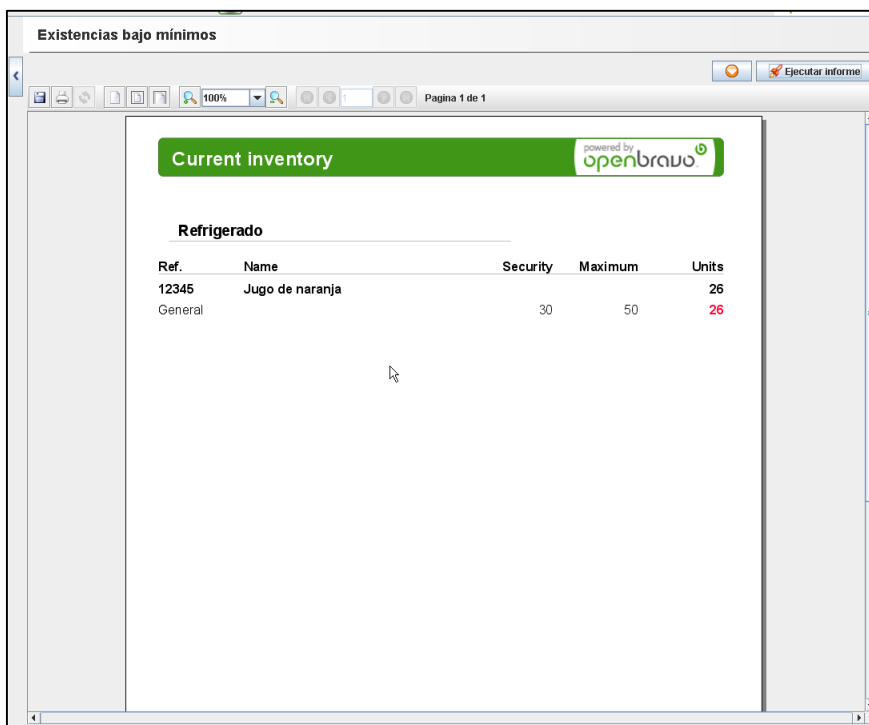 Existencias bajo mínimos
Ejecutar informe
100% 1 Pagina 1 de 1
Current inventory
powered by
openbravo
Refrigerado
Ref. Name Security Maximum Units
12345 Jugo de naranja 26
General 30 50 26